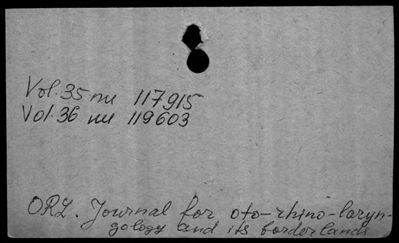 Vol. 35 nu 117915
Vol. 36 nu 119603
ORL. Journal for oto-rhino-laryn-
gology and its borderlands